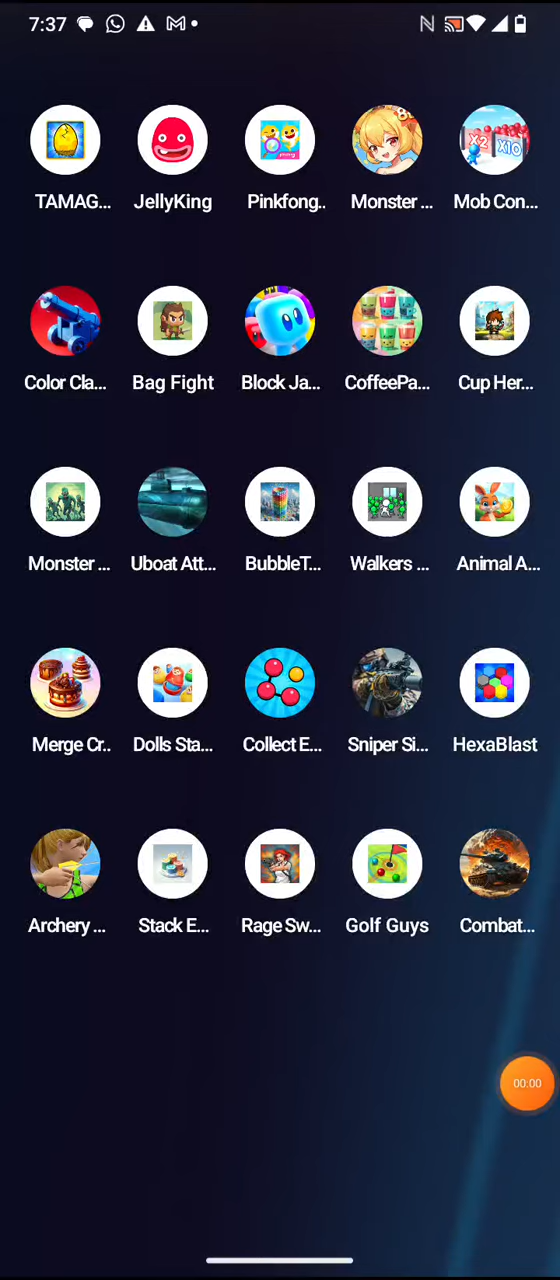 7:37
TAMAG...
JellyKing
Pinkfong..
Monster ...
Mob Con...
X2
X10
Color Cla...
Bag Fight
Block Ja...
CoffeePa...
Cup Her...
Monster ...
Uboat Att...
BubbleT...
Walkers ...
Animal A...
Merge Cr..
Dolls Sta...
Collect E...
Sniper Si...
HexaBlast
Archery ...
Stack E...
Rage Sw...
Golf Guys
Combat...
00:00